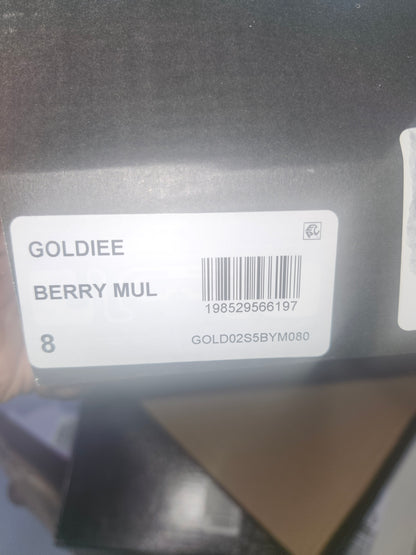 GOLDIEE
BERRY MUL
198529566197
8
GOLD02S5BYM080